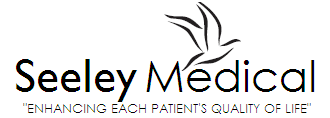 Seeley Medical
"ENHANCING EACH PATIENT'S QUALITY OF LIFE"